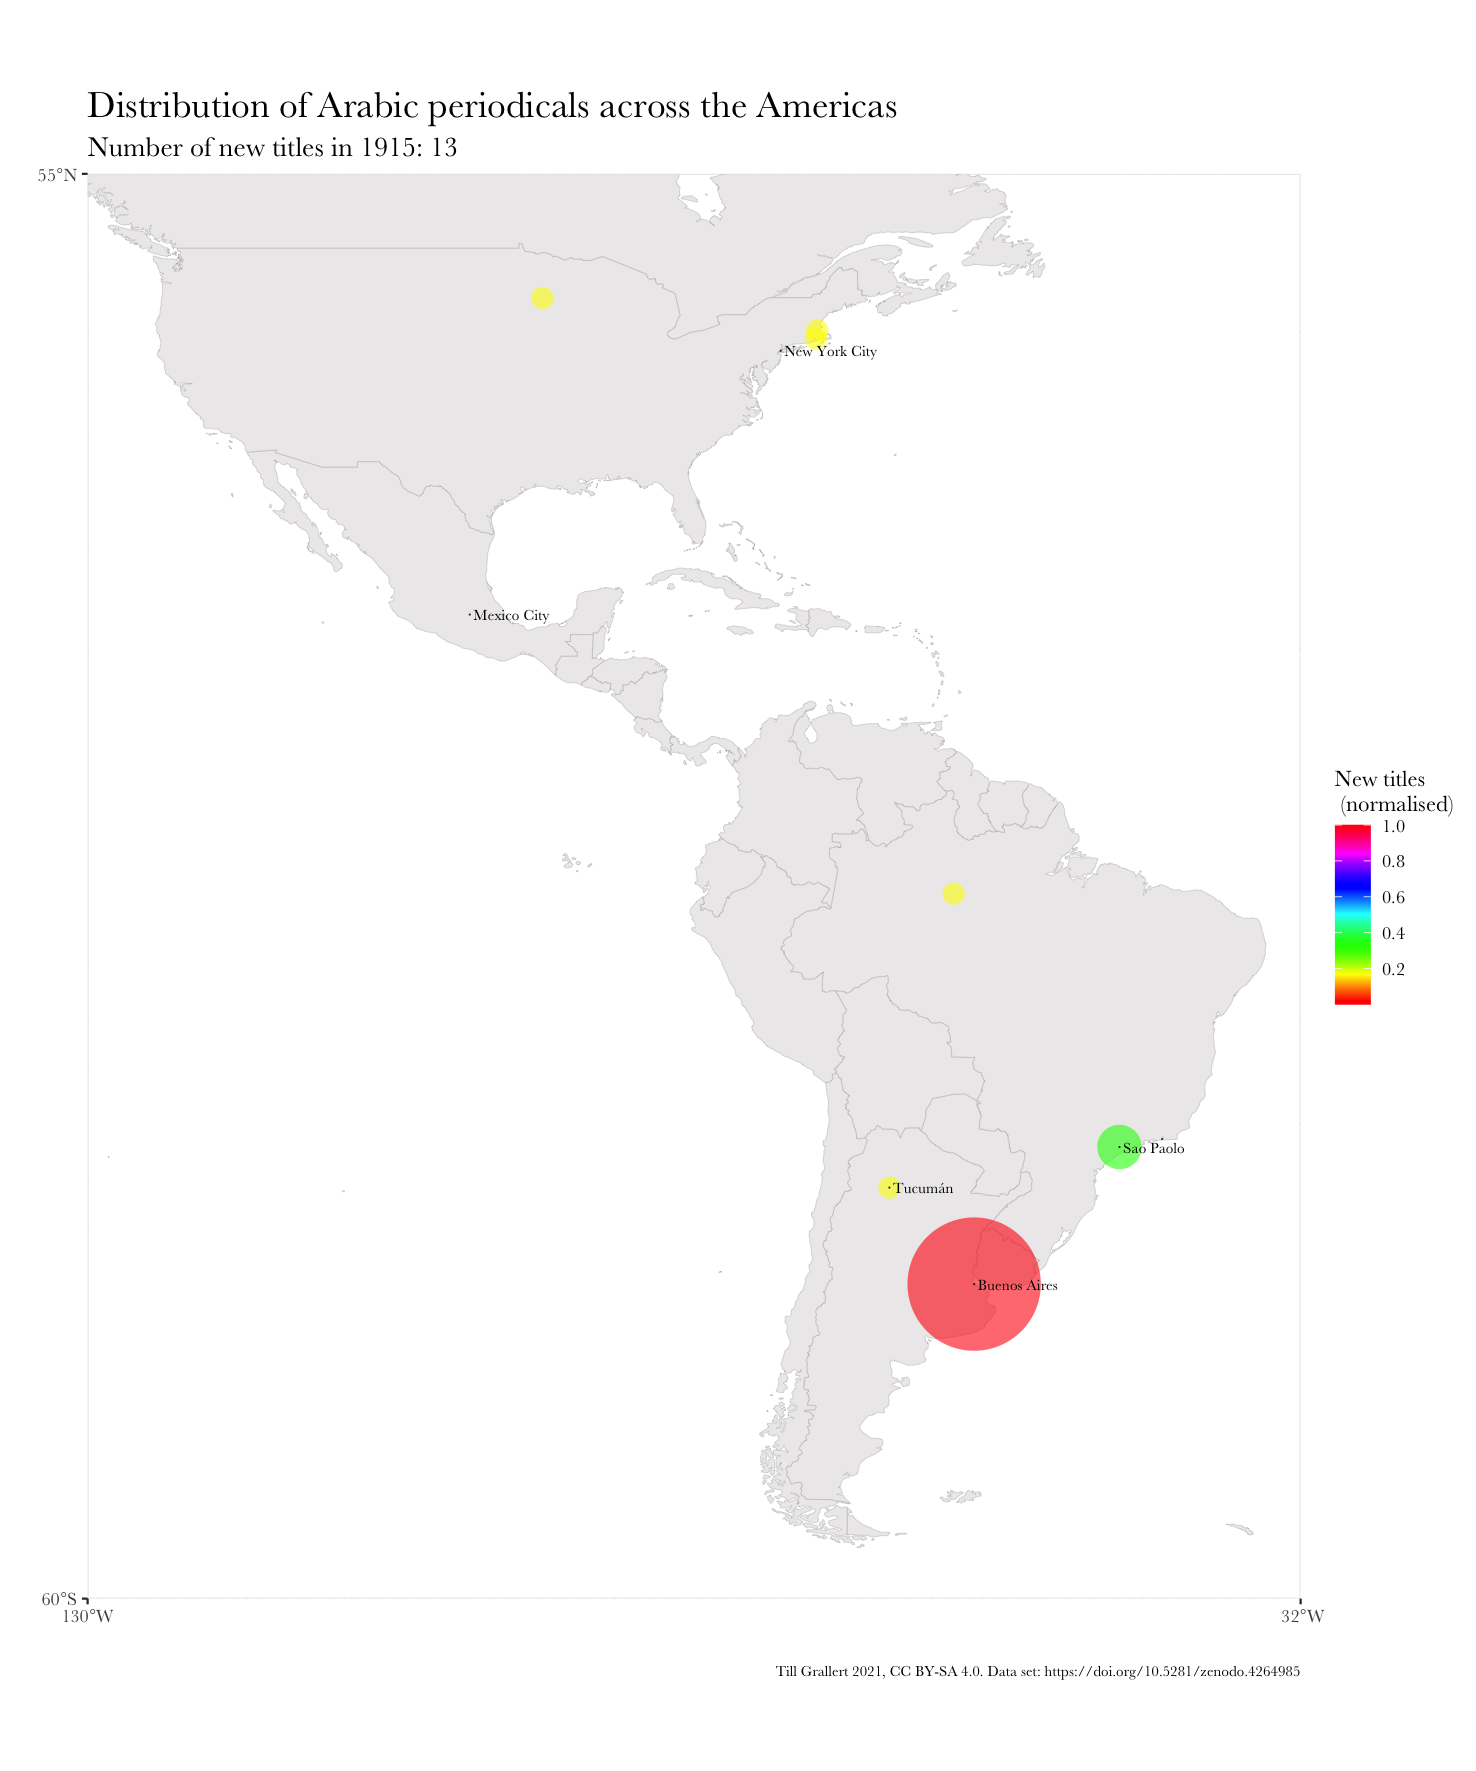 Distribution of Arabic periodicals across the Americas
Number of new titles in 1915: 13
55°N
New York City
Mexico City
New titles
(normalised)
1.0
0.8
0.6
0.4
0.2
Sao Paolo
Tucumán
Buenos Aires
60°S
130°W
32°W
Till Grallert 2021, CC BY-SA 4.0. Data set: https://doi.org/10.5281/zenodo.4264985